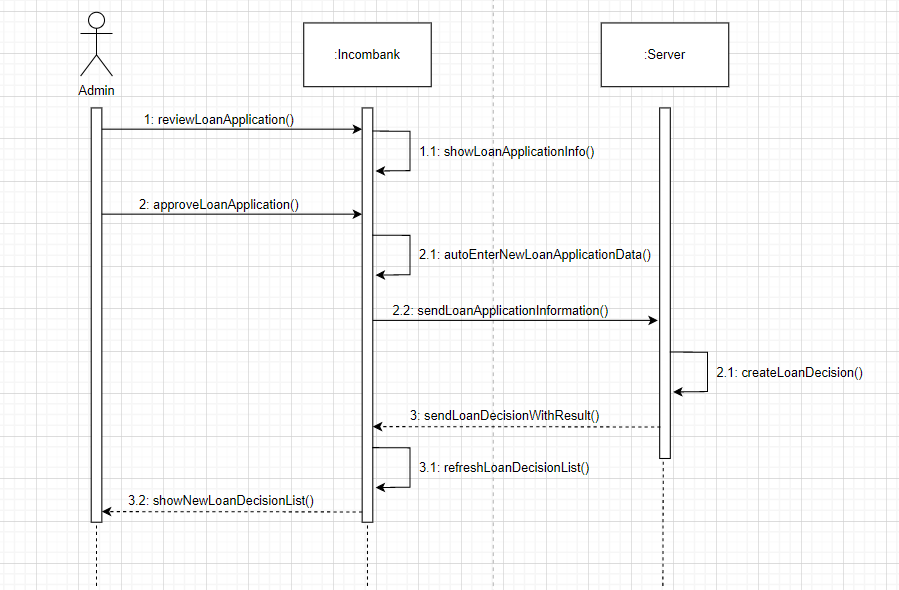 Admin
:Incombank
:Server
1: reviewLoanApplication()
1.1: showLoanApplicationInfo()
2: approveLoanApplication()
2.1: autoEnterNewLoanApplicationData()
2.2: sendLoanApplicationInformation()
2.1: createLoanDecision()
3: sendLoanDecisionWithResult()
3.1: refreshLoanDecisionList()
3.2: showNewLoanDecisionList()